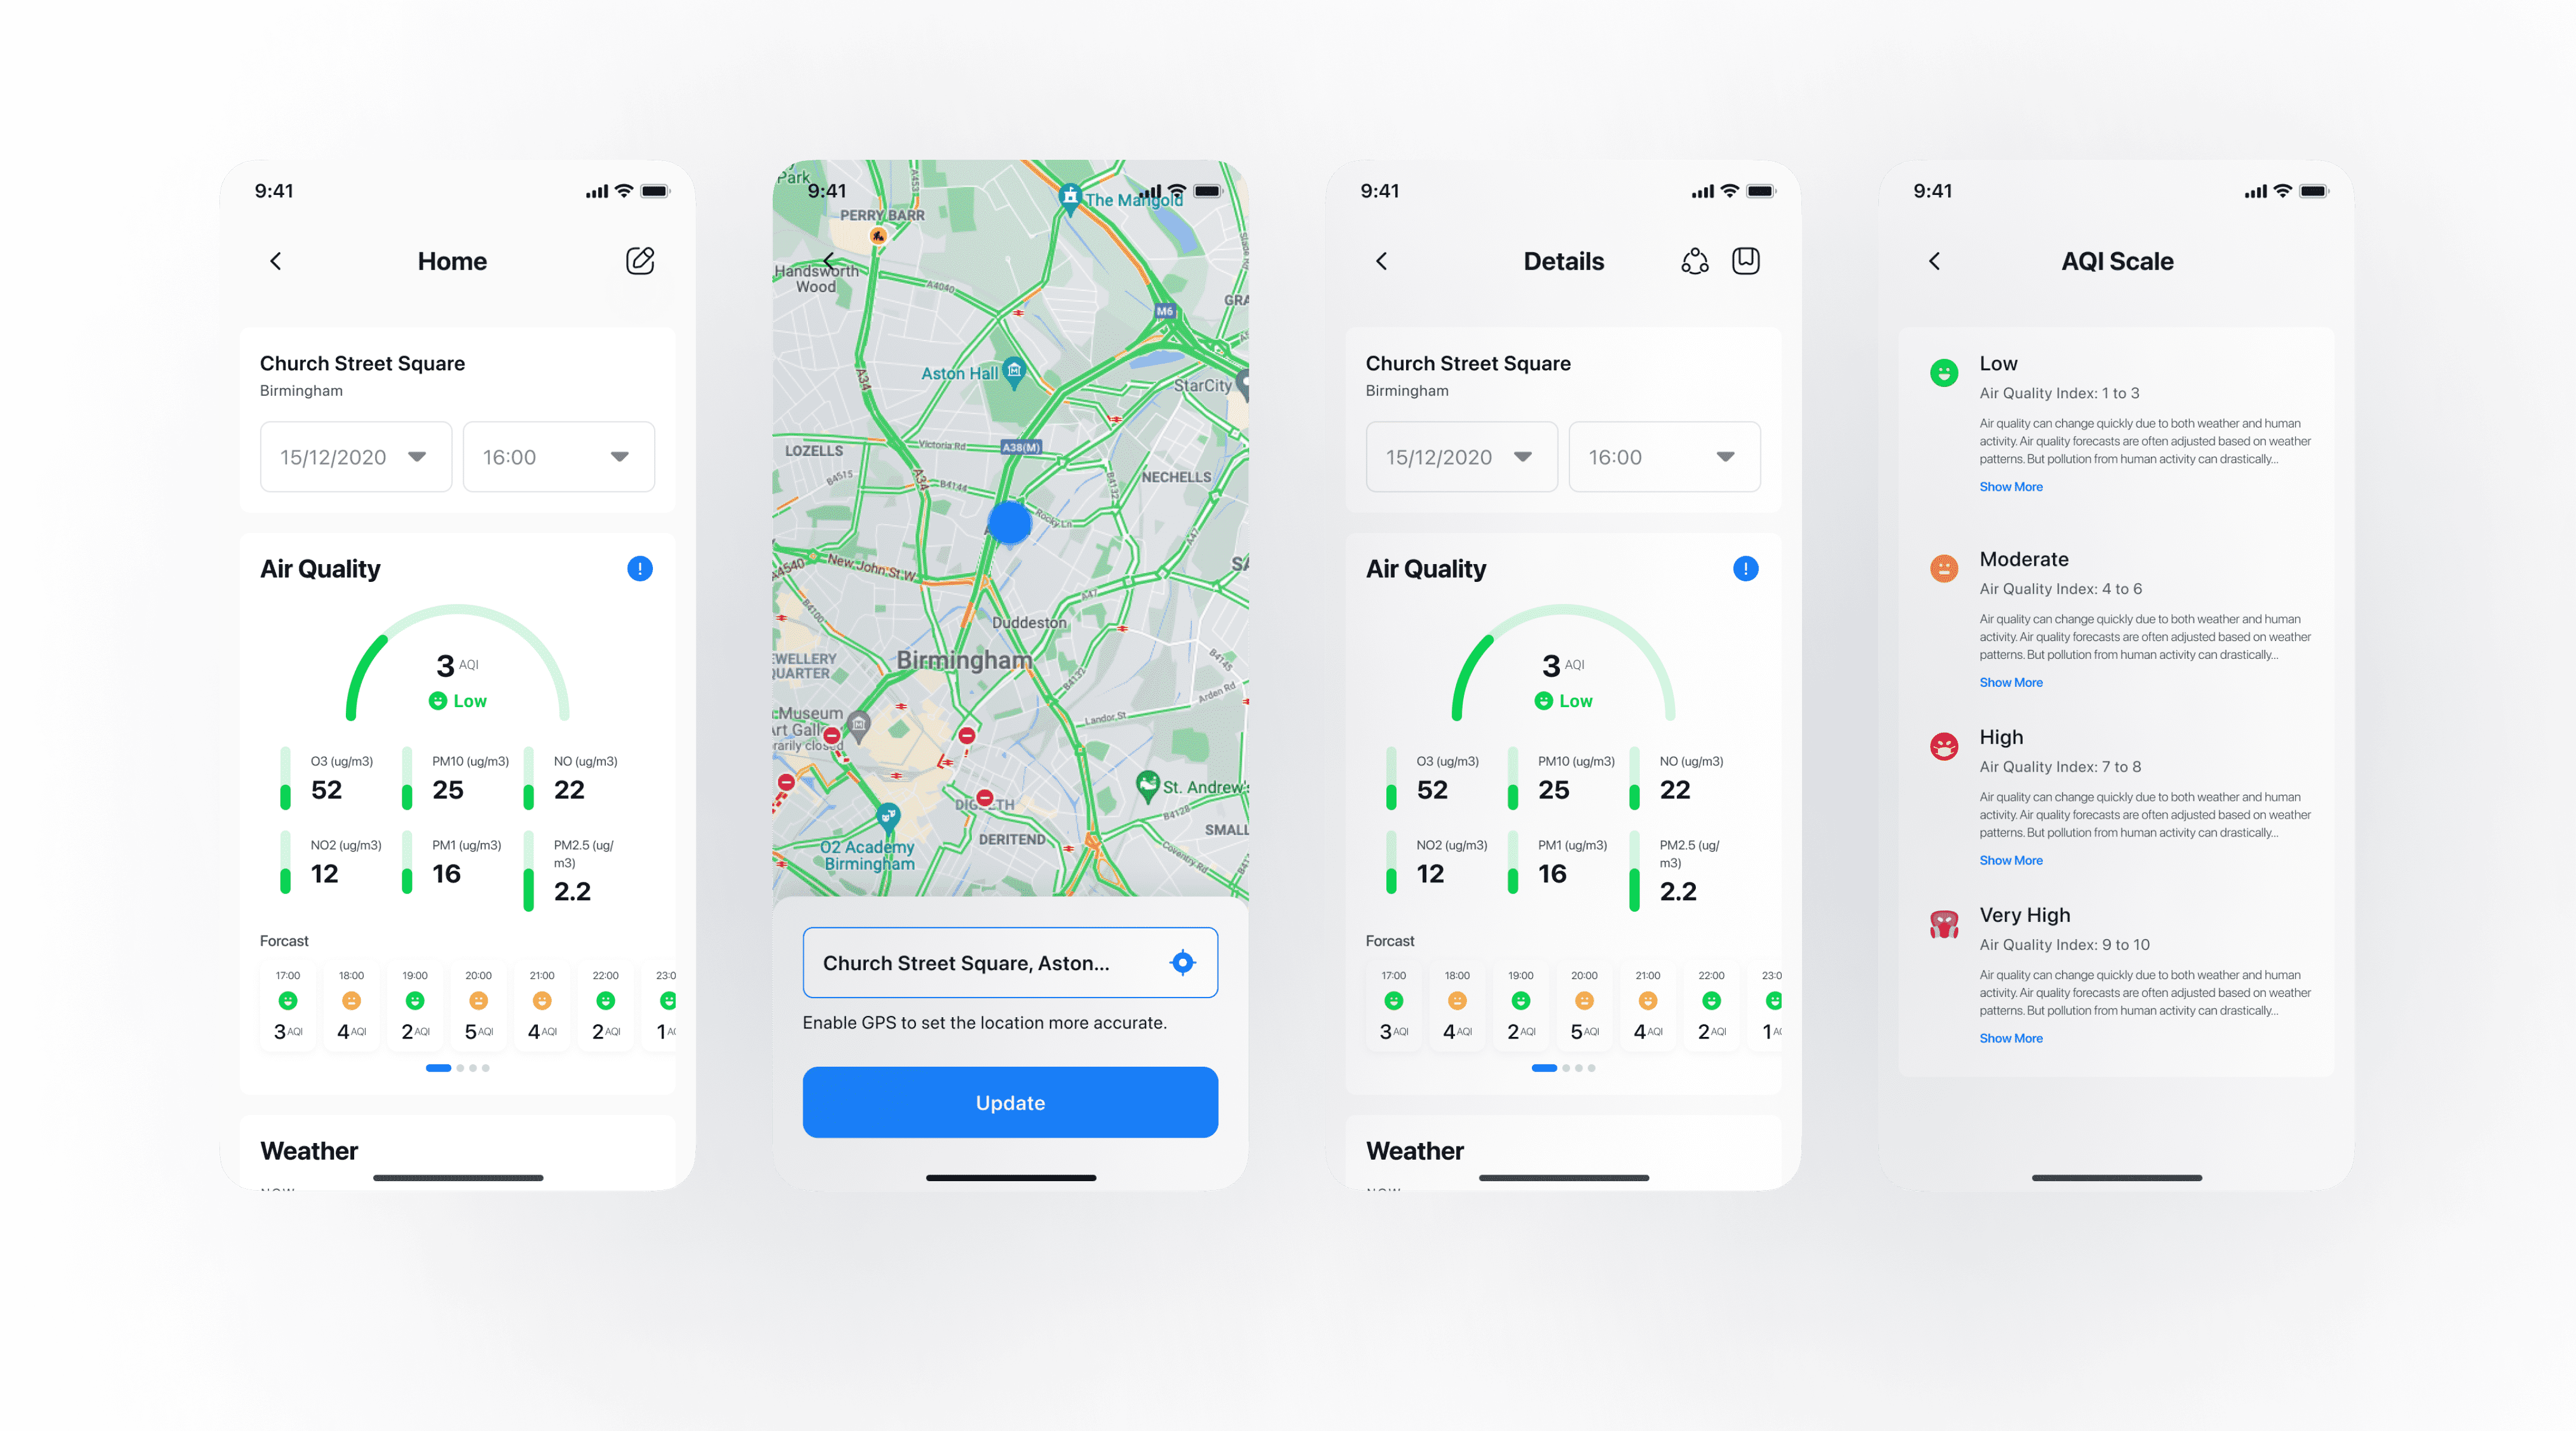 9:41
Home
Church Street Square
Birmingham
15/12/2020
16:00
Air Quality
3 AQI
Low
O3 (ug/m3)
52
PM10 (ug/m3)
25
NO (ug/m3)
22
NO2 (ug/m3)
12
PM1 (ug/m3)
16
PM2.5 (ug/
m3)
2.2
Forcast
17:00 18:00 19:00 20:00 21:00 22:00 23:0
3 AQI 4 AQI 2 AQI 5 AQI 4 AQI 2 AQI 1
Weather
9:41
Park
The Mangold
A453
PERRY BARR
Handsworth
Wood
A4040
M6
GRA
A34
Aston Hall
StarCity
LOZELLS
Victoria Rd
A38(M)
B4515
A34
B4144
B4132
NECHELLS
Rocky Ln
A47
A4540
New John St W
SA
B4100
A47
Duddeston
EWELLERY
QUARTER
Birmingham
B4132
B4145
Arden Rd
Museum
Art Gall
rarily closed
Landor St
St. Andrew's
DIGBETH
B4128
DERITEND
SMALL
O2 Academy
Birmingham
Coventry Rd
B41
Church Street Square, Aston...
Enable GPS to set the location more accurate.
Update
9:41
Details
Church Street Square
Birmingham
15/12/2020
16:00
Air Quality
3 AQI
Low
O3 (ug/m3)
52
PM10 (ug/m3)
25
NO (ug/m3)
22
NO2 (ug/m3)
12
PM1 (ug/m3)
16
PM2.5 (ug/
m3)
2.2
Forcast
17:00 18:00 19:00 20:00 21:00 22:00 23:0
3 AQI 4 AQI 2 AQI 5 AQI 4 AQI 2 AQI 1
Weather
9:41
AQI Scale
Low
Air Quality Index: 1 to 3
Air quality can change quickly due to both weather and human
activity. Air quality forecasts are often adjusted based on weather
patterns. But pollution from human activity can drastically...
Show More
Moderate
Air Quality Index: 4 to 6
Air quality can change quickly due to both weather and human
activity. Air quality forecasts are often adjusted based on weather
patterns. But pollution from human activity can drastically...
Show More
High
Air Quality Index: 7 to 8
Air quality can change quickly due to both weather and human
activity. Air quality forecasts are often adjusted based on weather
patterns. But pollution from human activity can drastically...
Show More
Very High
Air Quality Index: 9 to 10
Air quality can change quickly due to both weather and human
activity. Air quality forecasts are often adjusted based on weather
patterns. But pollution from human activity can drastically...
Show More